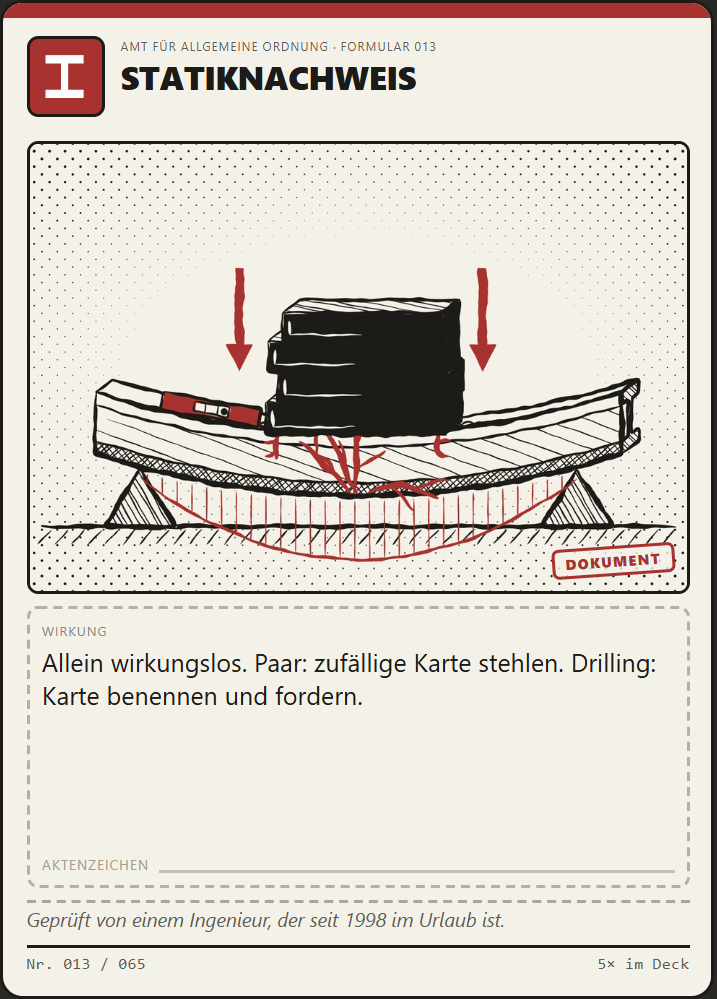 AMT FÜR ALLGEMEINE ORDNUNG · FORMULAR 013
STATIKNACHWEIS
DOKUMENT
WIRKUNG
Allein wirkungslos. Paar: zufällige Karte stehlen. Drilling:
Karte benennen und fordern.
AKTENZEICHEN
Geprüft von einem Ingenieur, der seit 1998 im Urlaub ist.
Nr. 013 / 065
5× im Deck